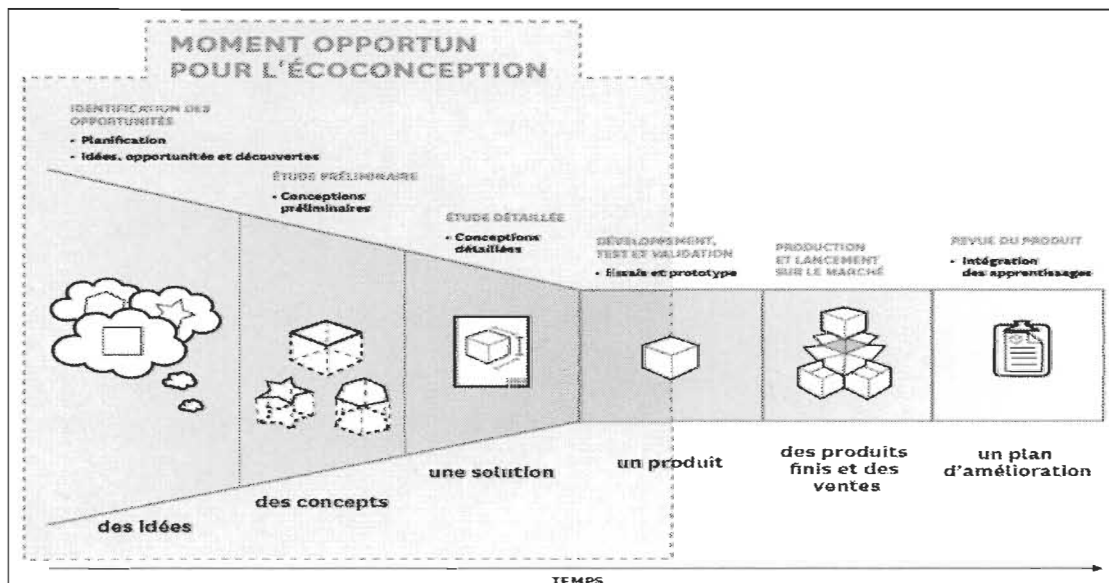 MOMENT OPPORTUN
POUR L'ÉCOCONCEPTION
IDENTIFICATION DES
OPPORTUNITÉS
• Planification
• Idées, opportunités et découvertes
ÉTUDE PRÉLIMINAIRE
• Conceptions
préliminaires
ÉTUDE DÉTAILLÉE
• Conceptions
détaillées
DÉVELOPPEMENT,
TEST ET VALIDATION
• Essais et prototype
PRODUCTION
ET LANCEMENT
SUR LE MARCHÉ
REVUE DU PRODUIT
• Intégration
des apprentissages
des idées
des concepts
une solution
un produit
des produits
finis et des
ventes
un plan
d'amélioration
TEMPS